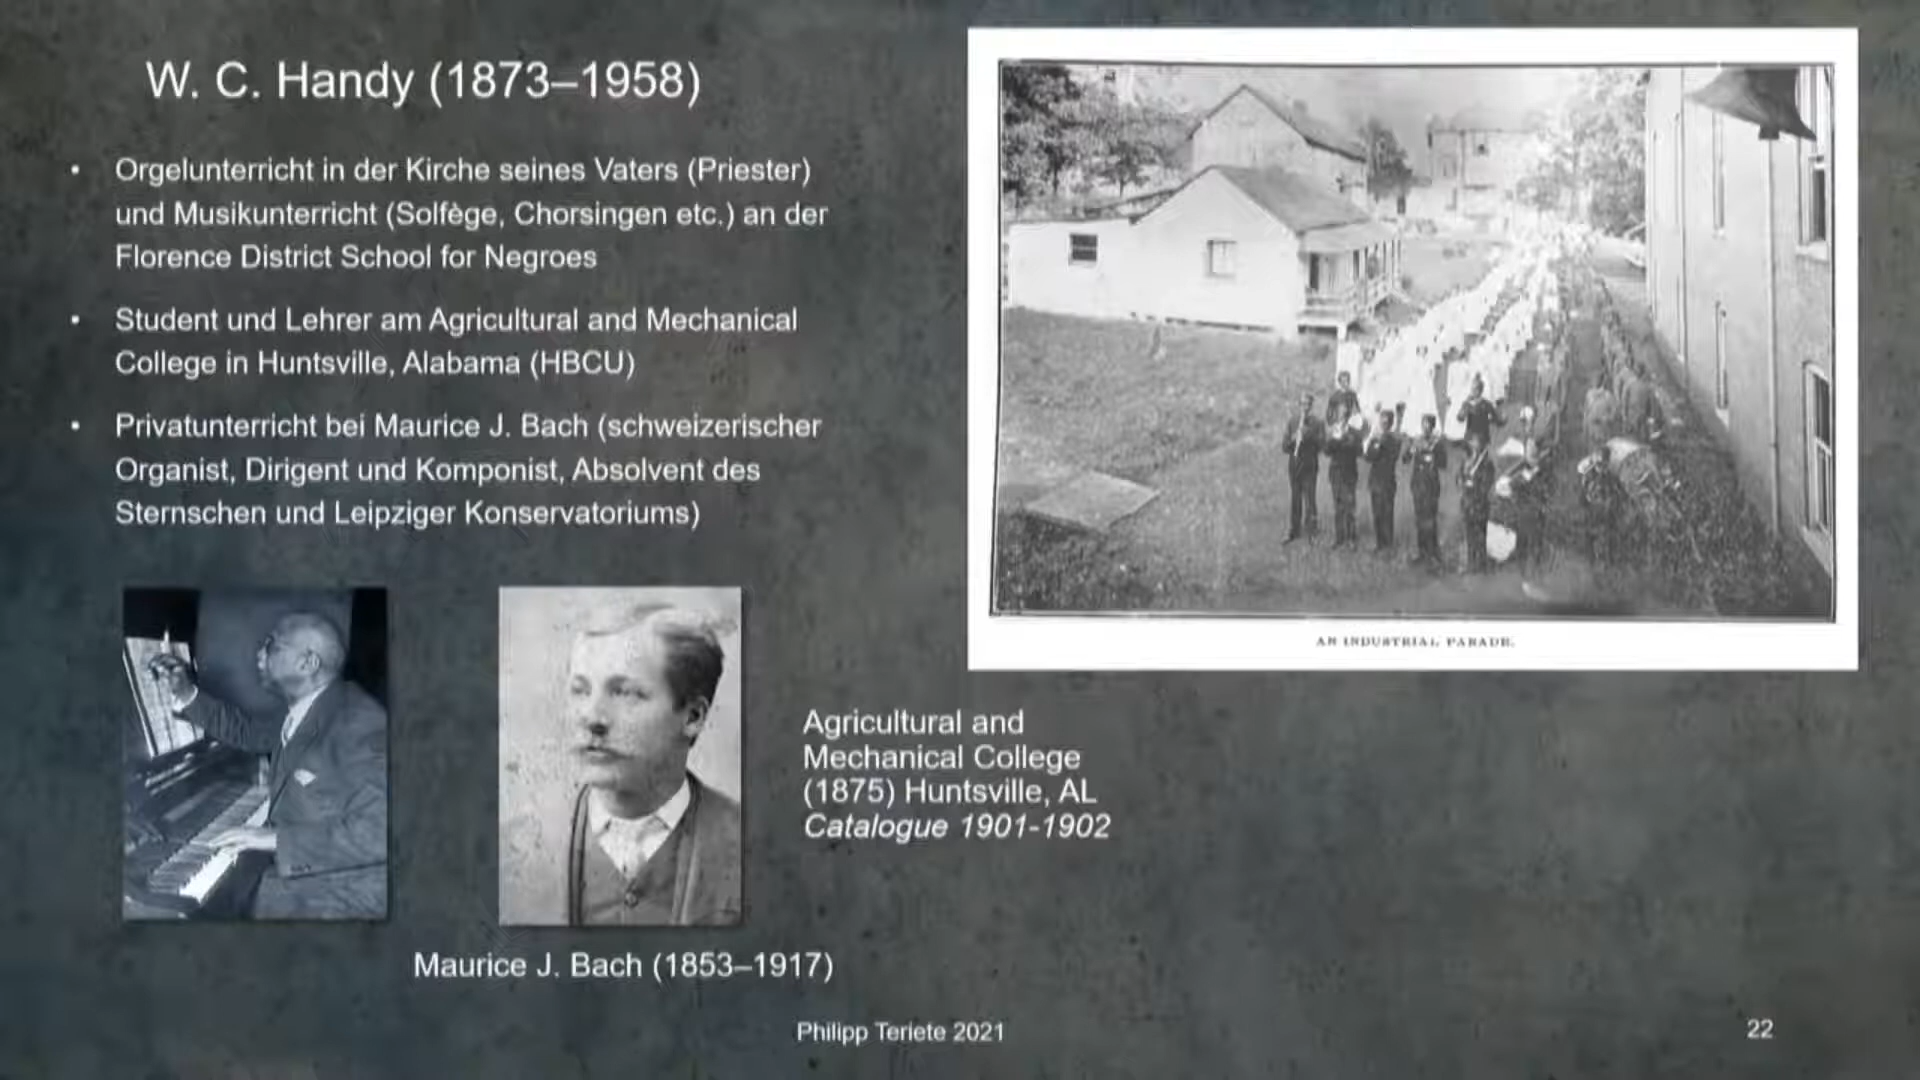 W. C. Handy (1873–1958)
• Orgelunterricht in der Kirche seines Vaters (Priester)
und Musikunterricht (Solfège, Chorsingen etc.) an der
Florence District School for Negroes
• Student und Lehrer am Agricultural and Mechanical
College in Huntsville, Alabama (HBCU)
• Privatunterricht bei Maurice J. Bach (schweizerischer
Organist, Dirigent und Komponist, Absolvent des
Sternschen und Leipziger Konservatoriums)
AN INDUSTRIAL PARADE.
Agricultural and
Mechanical College
(1875) Huntsville, AL
Catalogue 1901-1902
Maurice J. Bach (1853–1917)
Philipp Teriete 2021
22